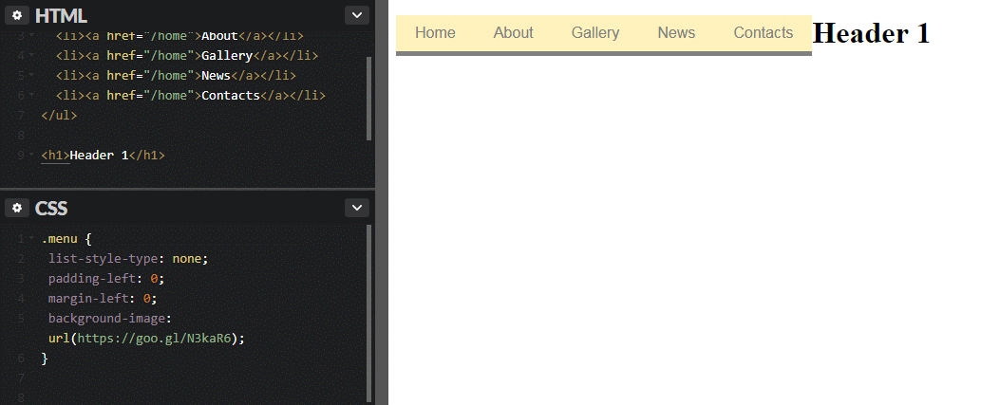 HTML
3 <li><a href="/home">About</a></li>
4 <li><a href="/home">Gallery</a></li>
5 <li><a href="/home">News</a></li>
6 <li><a href="/home">Contacts</a></li>
7 </ul>
8
9 <h1>Header 1</h1>
CSS
1 .menu {
2 list-style-type: none;
3 padding-left: 0;
4 margin-left: 0;
5 background-image:
url(https://goo.gl/N3kaR6);
6 }
7
8
Home About Gallery News Contacts Header 1